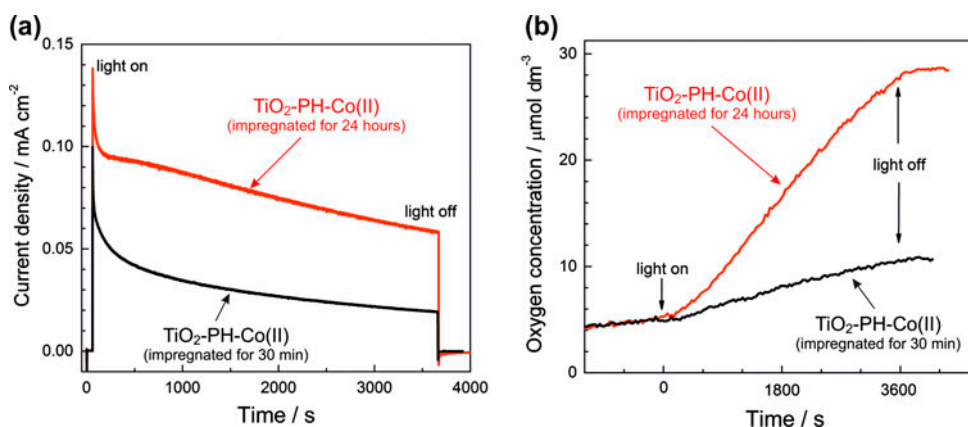 (a)
Current density / mA cm⁻²
0.15
0.10
0.05
0.00
light on
TiO₂-PH-Co(II)
(impregnated for 24 hours)
light off
TiO₂-PH-Co(II)
(impregnated for 30 min)
0 1000 2000 3000 4000
Time / s
(b)
Oxygen concentration / μmol dm⁻³
30
20
10
0
TiO₂-PH-Co(II)
(impregnated for 24 hours)
light off
light on
TiO₂-PH-Co(II)
(impregnated for 30 min)
0 1800 3600
Time / s